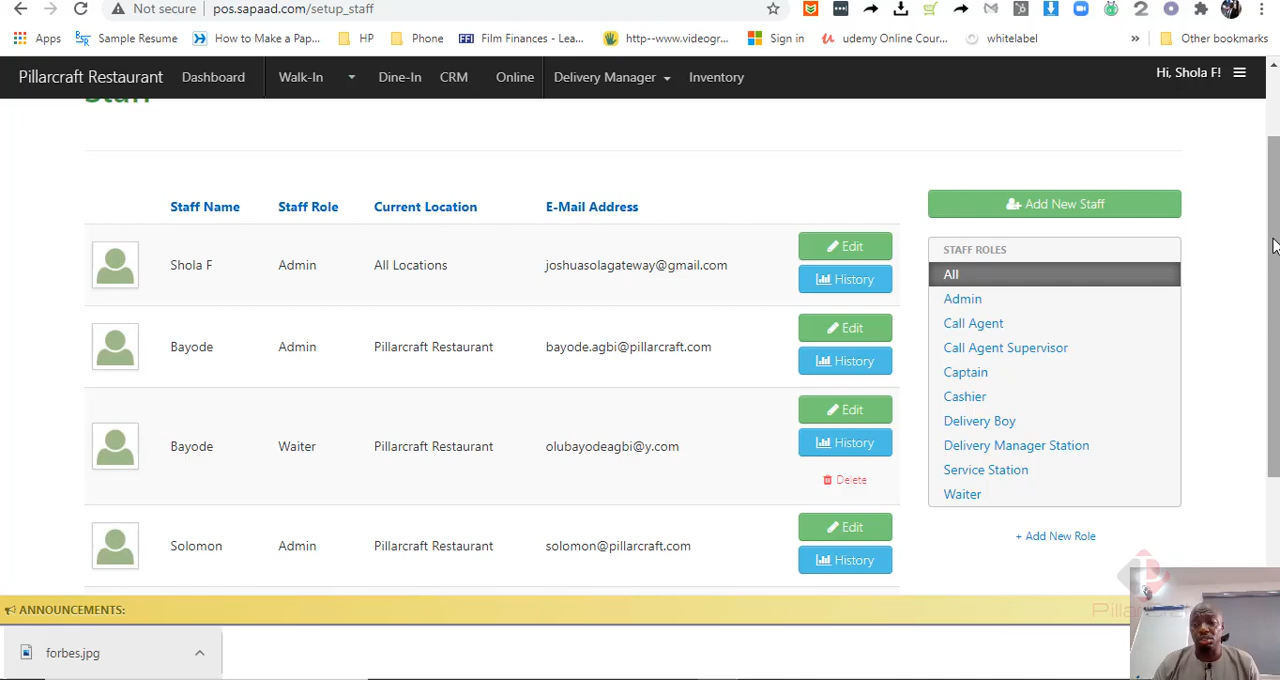 Not secure | pos.sapaad.com/setup_staff
Apps Sample Resume How to Make a Pap... HP Phone Film Finances - Lea... http--www.videogr... Sign in udemy Online Cour... whitelabel » Other bookmarks
Pillarcraft Restaurant Dashboard Walk-In Dine-In CRM Online Delivery Manager Inventory Hi, Shola F!
Staff
Staff Name Staff Role Current Location E-Mail Address
Add New Staff
Shola F Admin All Locations joshuasolagateway@gmail.com
Edit
History
Bayode Admin Pillarcraft Restaurant bayode.agbi@pillarcraft.com
Edit
History
Bayode Waiter Pillarcraft Restaurant olubayodeagbi@y.com
Edit
History
Delete
Solomon Admin Pillarcraft Restaurant solomon@pillarcraft.com
Edit
History
STAFF ROLES
All
Admin
Call Agent
Call Agent Supervisor
Captain
Cashier
Delivery Boy
Delivery Manager Station
Service Station
Waiter
+ Add New Role
ANNOUNCEMENTS:
forbes.jpg